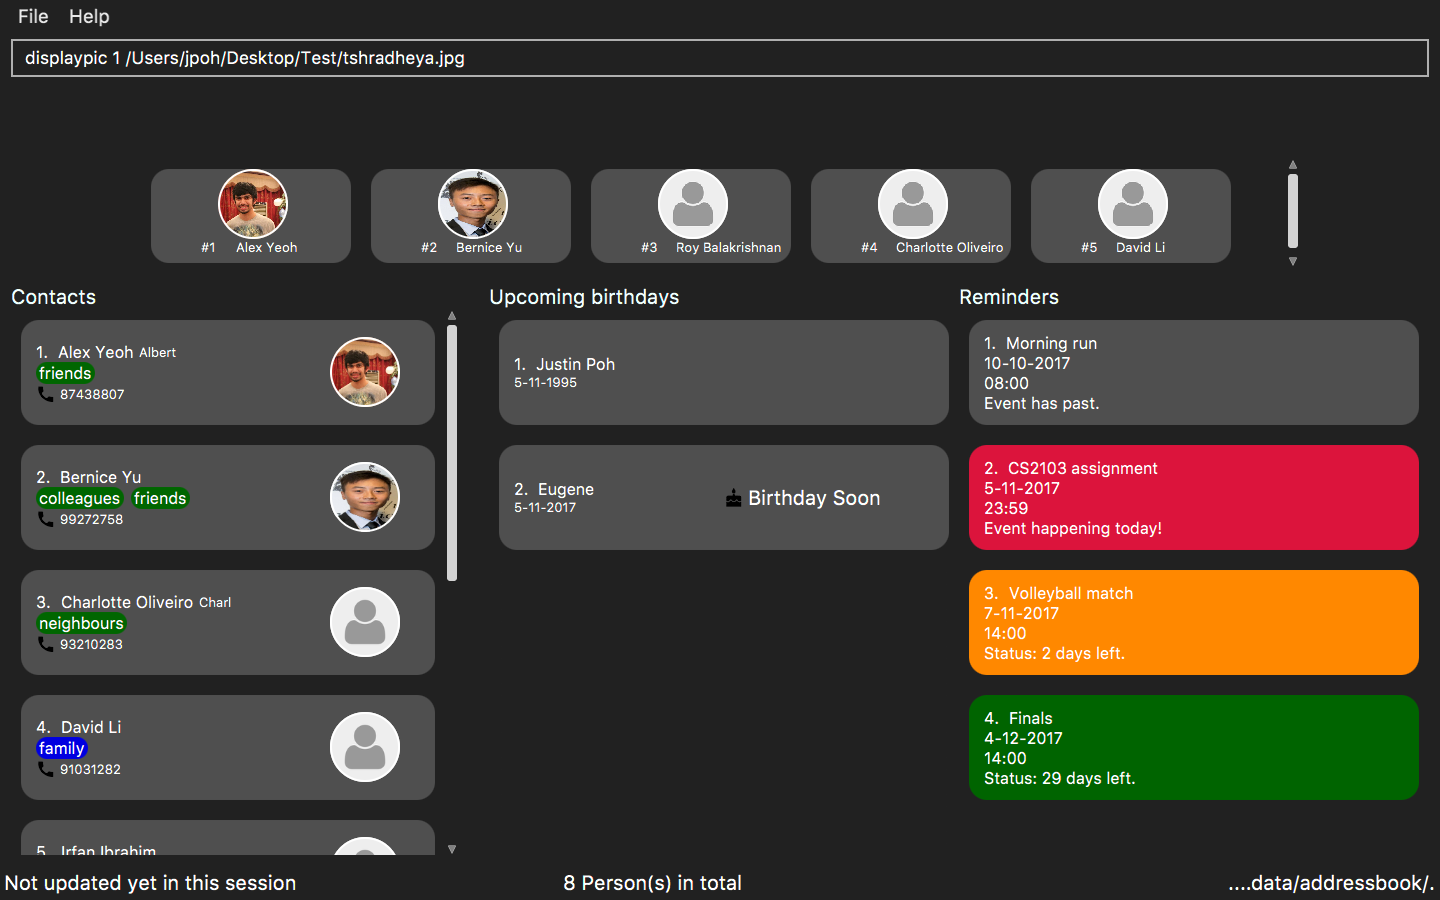 File Help
displaypic 1 /Users/jpoh/Desktop/Test/tshradheya.jpg
#1 Alex Yeoh
#2 Bernice Yu
#3 Roy Balakrishnan
#4 Charlotte Oliveiro
#5 David Li
Contacts
1. Alex Yeoh Albert
friends
87438807
2. Bernice Yu
colleagues friends
99272758
3. Charlotte Oliveiro Charl
neighbours
93210283
4. David Li
family
91031282
5. Irfan Ibrahim
Upcoming birthdays
1. Justin Poh
5-11-1995
2. Eugene
5-11-2017
Birthday Soon
Reminders
1. Morning run
10-10-2017
08:00
Event has past.
2. CS2103 assignment
5-11-2017
23:59
Event happening today!
3. Volleyball match
7-11-2017
14:00
Status: 2 days left.
4. Finals
4-12-2017
14:00
Status: 29 days left.
Not updated yet in this session
8 Person(s) in total
....data/addressbook/.